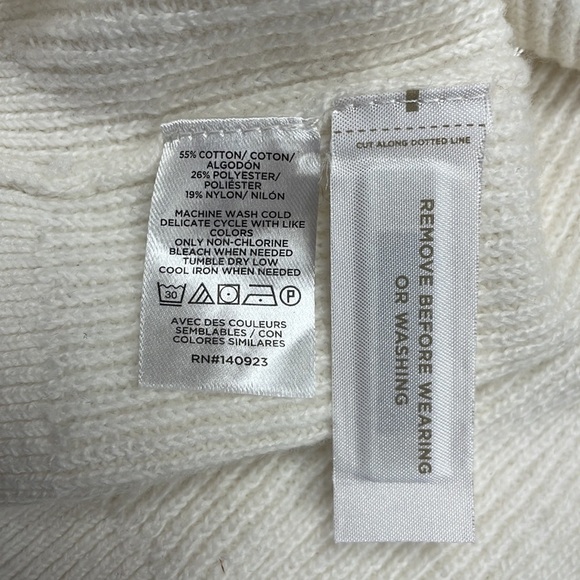 55% COTTON/ COTON/
ALGODÓN
26% POLYESTER/
POLIÉSTER
19% NYLON/ NILÓN
MACHINE WASH COLD
DELICATE CYCLE WITH LIKE
COLORS
ONLY NON-CHLORINE
BLEACH WHEN NEEDED
TUMBLE DRY LOW
COOL IRON WHEN NEEDED
30 P
AVEC DES COULEURS
SEMBLABLES / CON
COLORES SIMILARES
RN#140923
CUT ALONG DOTTED LINE
REMOVE BEFORE WEARING
OR WASHING